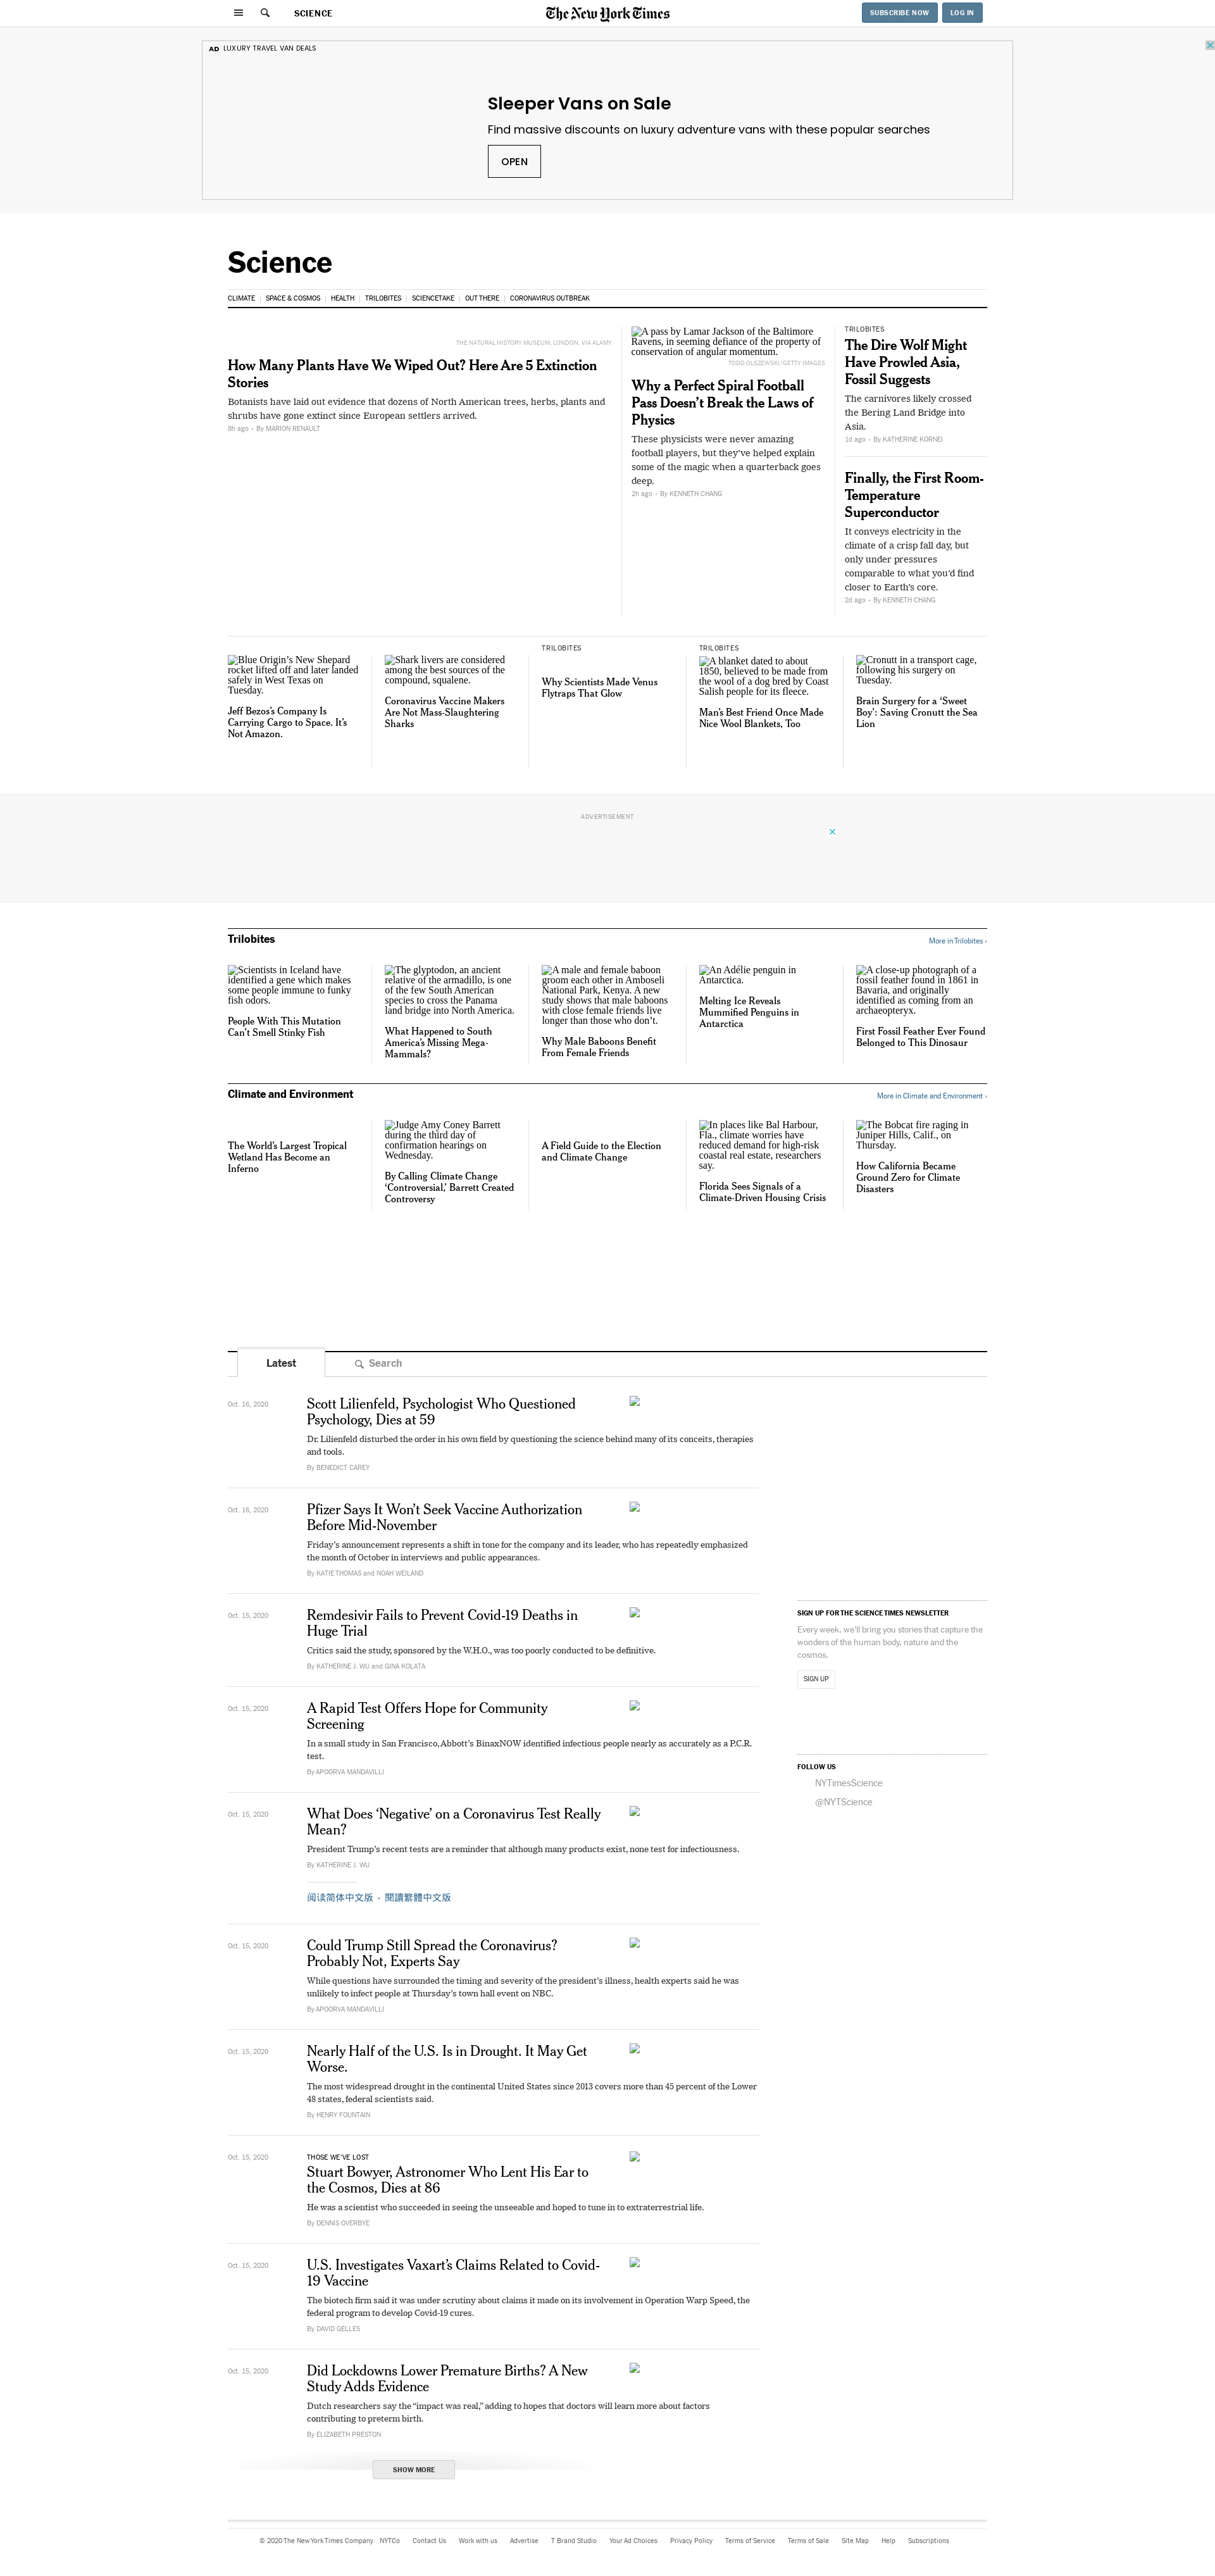 SCIENCE
The New York Times
SUBSCRIBE NOW
LOG IN
AD LUXURY TRAVEL VAN DEALS
Sleeper Vans on Sale
Find massive discounts on luxury adventure vans with these popular searches
OPEN
Science
CLIMATE | SPACE & COSMOS | HEALTH | TRILOBITES | SCIENCETAKE | OUT THERE | CORONAVIRUS OUTBREAK
THE NATURAL HISTORY MUSEUM, LONDON, VIA ALAMY
How Many Plants Have We Wiped Out? Here Are 5 Extinction
Stories
Botanists have laid out evidence that dozens of North American trees, herbs, plants and
shrubs have gone extinct since European settlers arrived.
8h ago · By MARION RENAULT
A pass by Lamar Jackson of the Baltimore
Ravens, in seeming defiance of the property of
conservation of angular momentum.
TODD OLSZEWSKI/GETTY IMAGES
Why a Perfect Spiral Football
Pass Doesn't Break the Laws of
Physics
These physicists were never amazing
football players, but they've helped explain
some of the magic when a quarterback goes
deep.
2h ago · By KENNETH CHANG
TRILOBITES
The Dire Wolf Might
Have Prowled Asia,
Fossil Suggests
The carnivores likely crossed
the Bering Land Bridge into
Asia.
1d ago · By KATHERINE KORNEI
Finally, the First Room-
Temperature
Superconductor
It conveys electricity in the
climate of a crisp fall day, but
only under pressures
comparable to what you'd find
closer to Earth's core.
2d ago · By KENNETH CHANG
Blue Origin's New Shepard
rocket lifted off and later landed
safely in West Texas on
Tuesday.
Jeff Bezos's Company Is
Carrying Cargo to Space. It's
Not Amazon.
Shark livers are considered
among the best sources of the
compound, squalene.
Coronavirus Vaccine Makers
Are Not Mass-Slaughtering
Sharks
TRILOBITES
Why Scientists Made Venus
Flytraps That Glow
TRILOBITES
A blanket dated to about
1850, believed to be made from
the wool of a dog bred by Coast
Salish people for its fleece.
Man's Best Friend Once Made
Nice Wool Blankets, Too
Cronutt in a transport cage,
following his surgery on
Tuesday.
Brain Surgery for a 'Sweet
Boy': Saving Cronutt the Sea
Lion
ADVERTISEMENT
Trilobites
More in Trilobites ›
Scientists in Iceland have
identified a gene which makes
some people immune to funky
fish odors.
People With This Mutation
Can't Smell Stinky Fish
The glyptodon, an ancient
relative of the armadillo, is one
of the few South American
species to cross the Panama
land bridge into North America.
What Happened to South
America's Missing Mega-
Mammals?
A male and female baboon
groom each other in Amboseli
National Park, Kenya. A new
study shows that male baboons
with close female friends live
longer than those who don't.
Why Male Baboons Benefit
From Female Friends
An Adélie penguin in
Antarctica.
Melting Ice Reveals
Mummified Penguins in
Antarctica
A close-up photograph of a
fossil feather found in 1861 in
Bavaria, and originally
identified as coming from an
archaeopteryx.
First Fossil Feather Ever Found
Belonged to This Dinosaur
Climate and Environment
More in Climate and Environment ›
The World's Largest Tropical
Wetland Has Become an
Inferno
Judge Amy Coney Barrett
during the third day of
confirmation hearings on
Wednesday.
By Calling Climate Change
'Controversial,' Barrett Created
Controversy
A Field Guide to the Election
and Climate Change
In places like Bal Harbour,
Fla., climate worries have
reduced demand for high-risk
coastal real estate, researchers
say.
Florida Sees Signals of a
Climate-Driven Housing Crisis
The Bobcat fire raging in
Juniper Hills, Calif., on
Thursday.
How California Became
Ground Zero for Climate
Disasters
Latest
Search
Oct. 16, 2020
Scott Lilienfeld, Psychologist Who Questioned
Psychology, Dies at 59
Dr. Lilienfeld disturbed the order in his own field by questioning the science behind many of its conceits, therapies
and tools.
By BENEDICT CAREY
Oct. 16, 2020
Pfizer Says It Won't Seek Vaccine Authorization
Before Mid-November
Friday's announcement represents a shift in tone for the company and its leader, who has repeatedly emphasized
the month of October in interviews and public appearances.
By KATIE THOMAS and NOAH WEILAND
Oct. 15, 2020
Remdesivir Fails to Prevent Covid-19 Deaths in
Huge Trial
Critics said the study, sponsored by the W.H.O., was too poorly conducted to be definitive.
By KATHERINE J. WU and GINA KOLATA
Oct. 15, 2020
A Rapid Test Offers Hope for Community
Screening
In a small study in San Francisco, Abbott's BinaxNOW identified infectious people nearly as accurately as a P.C.R.
test.
By APOORVA MANDAVILLI
Oct. 15, 2020
What Does 'Negative' on a Coronavirus Test Really
Mean?
President Trump's recent tests are a reminder that although many products exist, none test for infectiousness.
By KATHERINE J. WU
阅读简体中文版 · 閱讀繁體中文版
Oct. 15, 2020
Could Trump Still Spread the Coronavirus?
Probably Not, Experts Say
While questions have surrounded the timing and severity of the president's illness, health experts said he was
unlikely to infect people at Thursday's town hall event on NBC.
By APOORVA MANDAVILLI
Oct. 15, 2020
Nearly Half of the U.S. Is in Drought. It May Get
Worse.
The most widespread drought in the continental United States since 2013 covers more than 45 percent of the Lower
48 states, federal scientists said.
By HENRY FOUNTAIN
Oct. 15, 2020
THOSE WE'VE LOST
Stuart Bowyer, Astronomer Who Lent His Ear to
the Cosmos, Dies at 86
He was a scientist who succeeded in seeing the unseeable and hoped to tune in to extraterrestrial life.
By DENNIS OVERBYE
Oct. 15, 2020
U.S. Investigates Vaxart's Claims Related to Covid-
19 Vaccine
The biotech firm said it was under scrutiny about claims it made on its involvement in Operation Warp Speed, the
federal program to develop Covid-19 cures.
By DAVID GELLES
Oct. 15, 2020
Did Lockdowns Lower Premature Births? A New
Study Adds Evidence
Dutch researchers say the "impact was real," adding to hopes that doctors will learn more about factors
contributing to preterm birth.
By ELIZABETH PRESTON
SHOW MORE
SIGN UP FOR THE SCIENCE TIMES NEWSLETTER
Every week, we'll bring you stories that capture the
wonders of the human body, nature and the
cosmos.
SIGN UP
FOLLOW US
NYTimesScience
@NYTScience
© 2020 The New York Times Company NYTCo Contact Us Work with us Advertise T Brand Studio Your Ad Choices Privacy Policy Terms of Service Terms of Sale Site Map Help Subscriptions